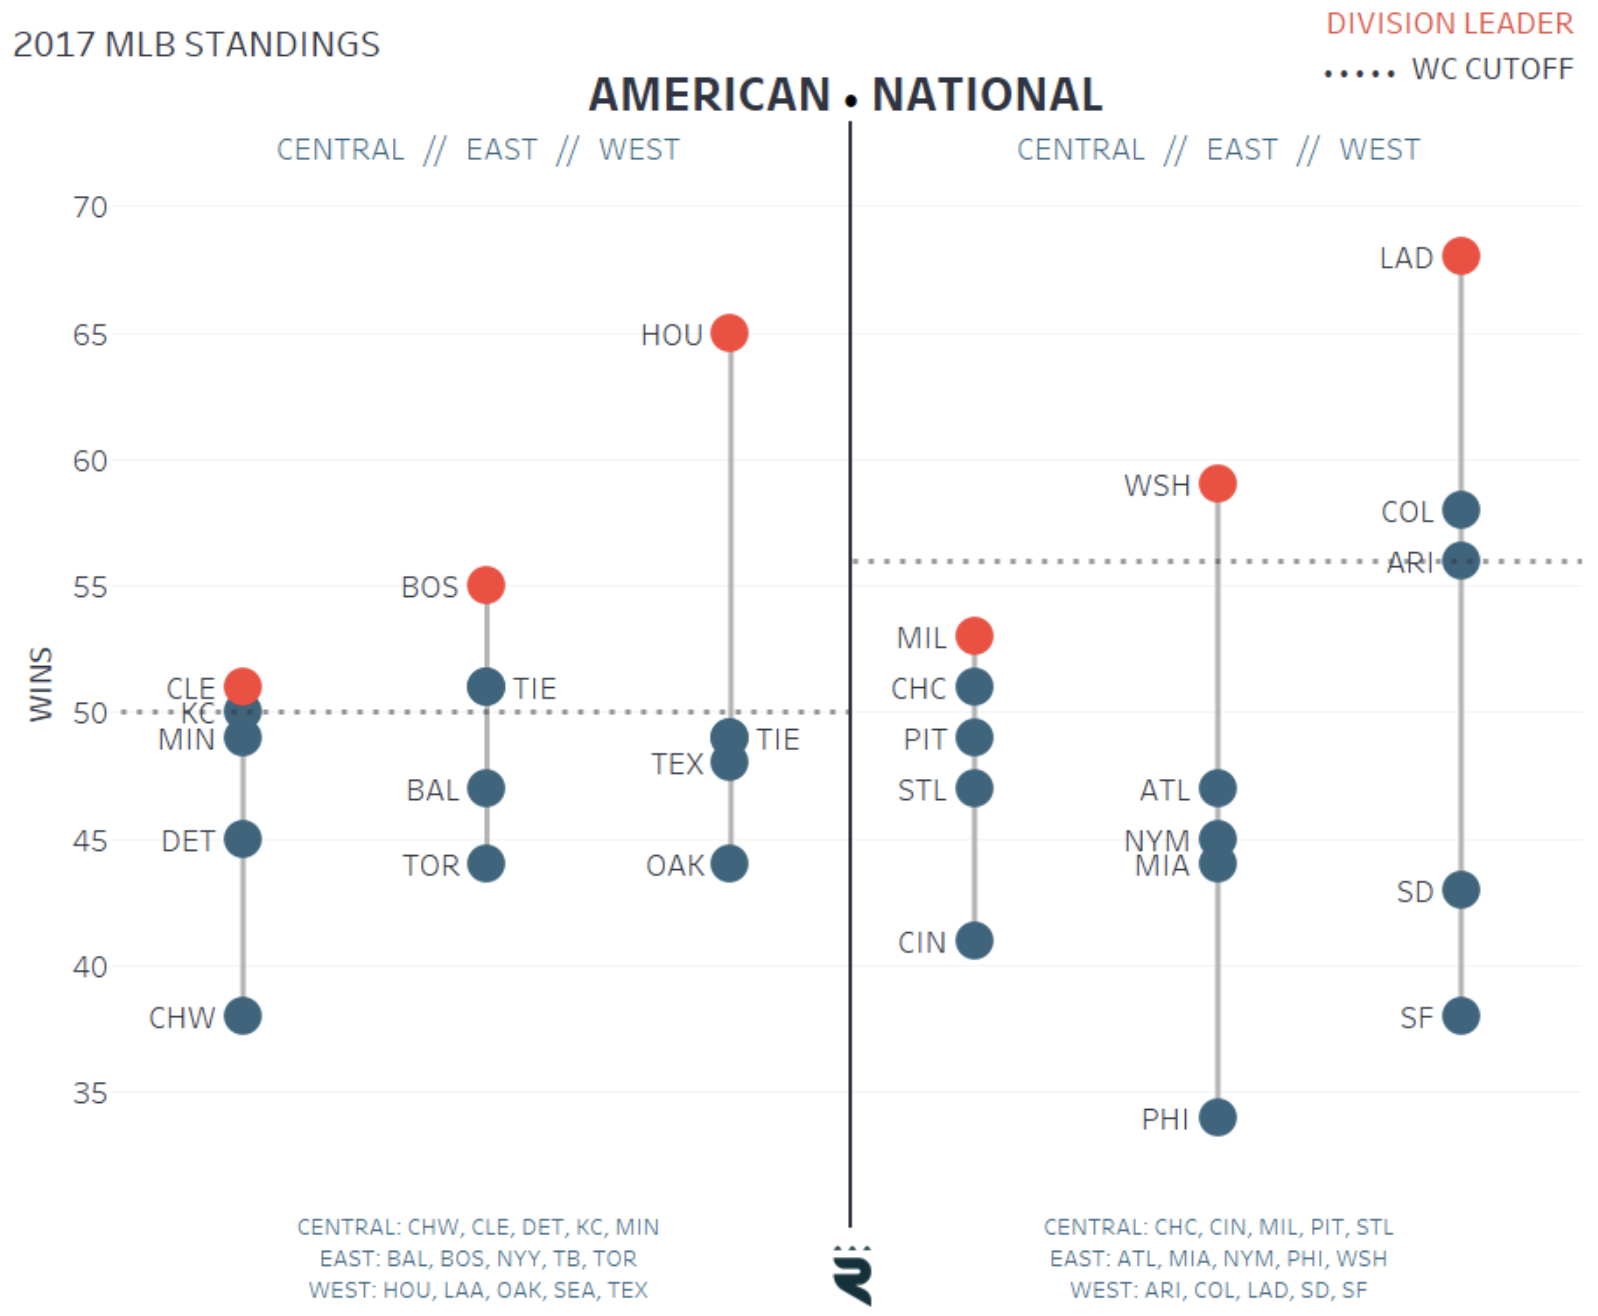 2017 MLB STANDINGS
DIVISION LEADER
..... WC CUTOFF
AMERICAN • NATIONAL
CENTRAL // EAST // WEST
CENTRAL // EAST // WEST
WINS
70
65
60
55
50
45
40
35
CLE
KC
MIN
DET
CHW
BOS
TIE
BAL
TOR
HOU
TIE
TEX
OAK
MIL
CHC
PIT
STL
CIN
WSH
ATL
NYM
MIA
PHI
LAD
COL
ARI
SD
SF
CENTRAL: CHW, CLE, DET, KC, MIN
EAST: BAL, BOS, NYY, TB, TOR
WEST: HOU, LAA, OAK, SEA, TEX
CENTRAL: CHC, CIN, MIL, PIT, STL
EAST: ATL, MIA, NYM, PHI, WSH
WEST: ARI, COL, LAD, SD, SF